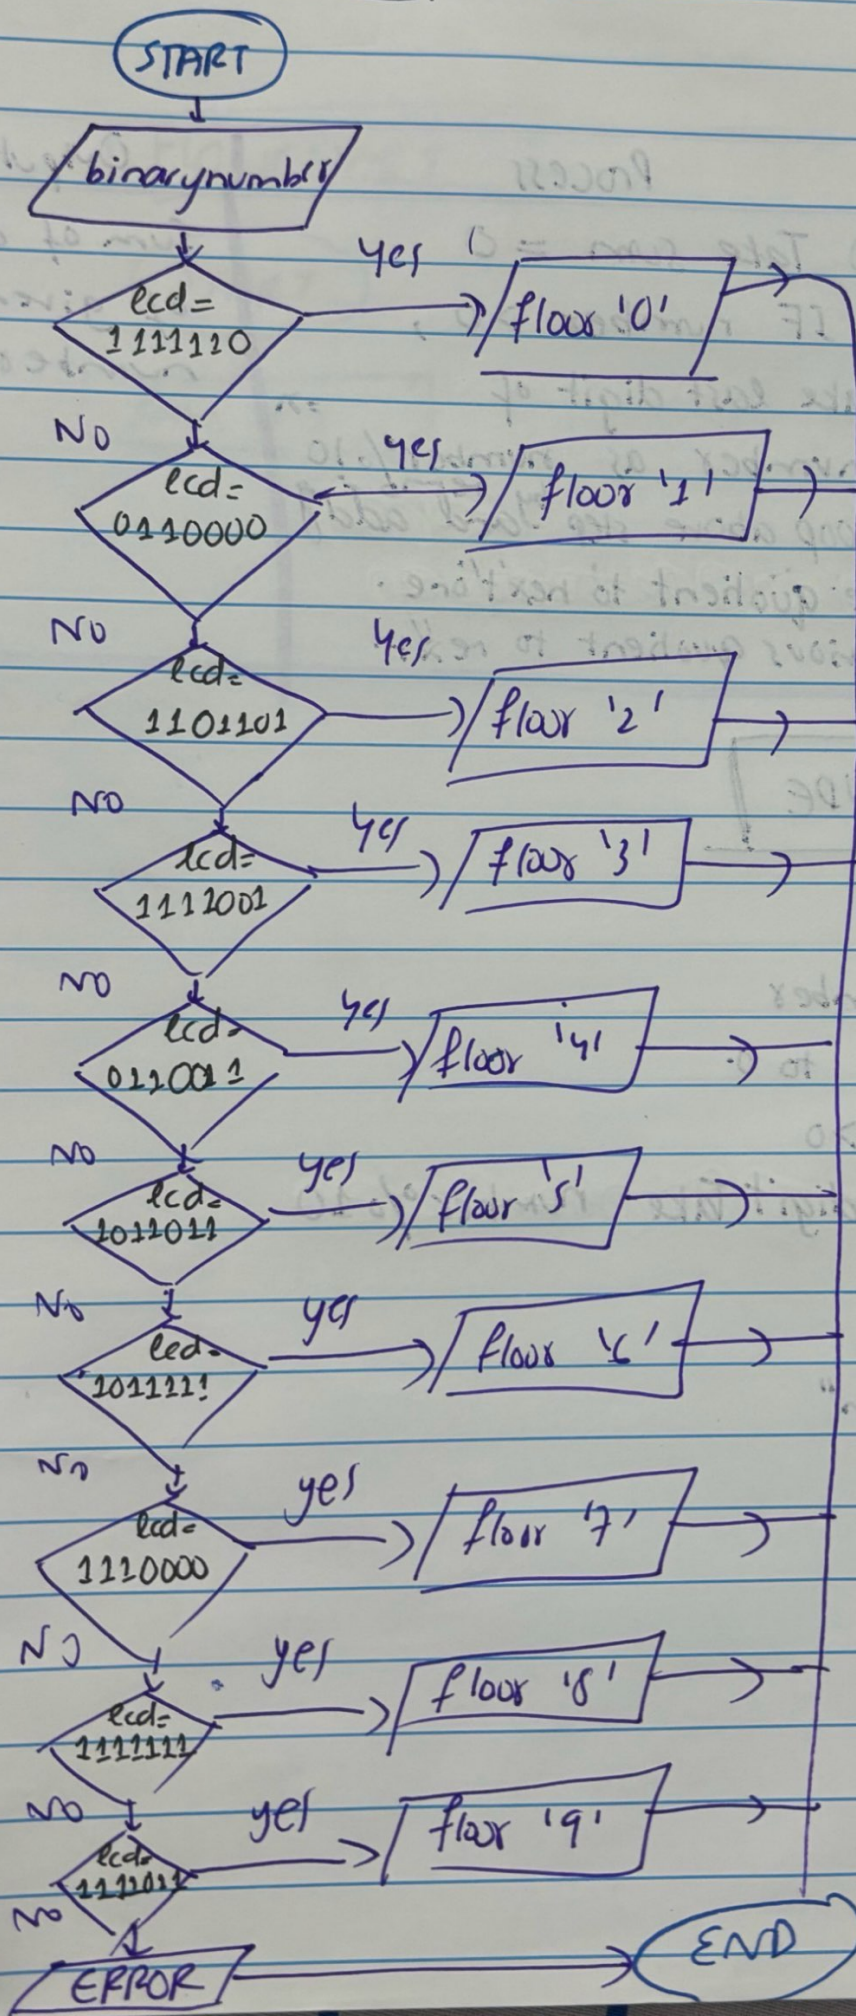 START
binarynumber
lcd=
1111110
yes
floor '0'
NO
lcd=
0110000
yes
floor '1'
NO
lcd=
1101101
Yes
floor '2'
NO
lcd=
1111001
Yes
floor '3'
NO
lcd=
0110011
Yes
floor '4'
NO
lcd=
1011011
yes
floor '5'
No
lcd=
1011111
yes
floor '6'
No
lcd=
1110000
yes
floor '7'
NO
lcd=
1111111
yes
floor '8'
NO
lcd=
1111011
yes
floor '9'
NO
ERROR
END